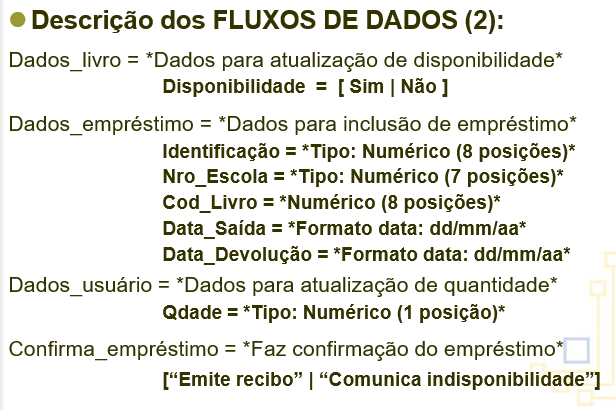 Descrição dos FLUXOS DE DADOS (2):
Dados_livro = *Dados para atualização de disponibilidade*
Disponibilidade = [ Sim | Não ]
Dados_empréstimo = *Dados para inclusão de empréstimo*
Identificação = *Tipo: Numérico (8 posições)*
Nro_Escola = *Tipo: Numérico (7 posições)*
Cod_Livro = *Numérico (8 posições)*
Data_Saída = *Formato data: dd/mm/aa*
Data_Devolução = *Formato data: dd/mm/aa*
Dados_usuário = *Dados para atualização de quantidade*
Qdade = *Tipo: Numérico (1 posição)*
Confirma_empréstimo = *Faz confirmação do empréstimo*
[“Emite recibo” | “Comunica indisponibilidade”]